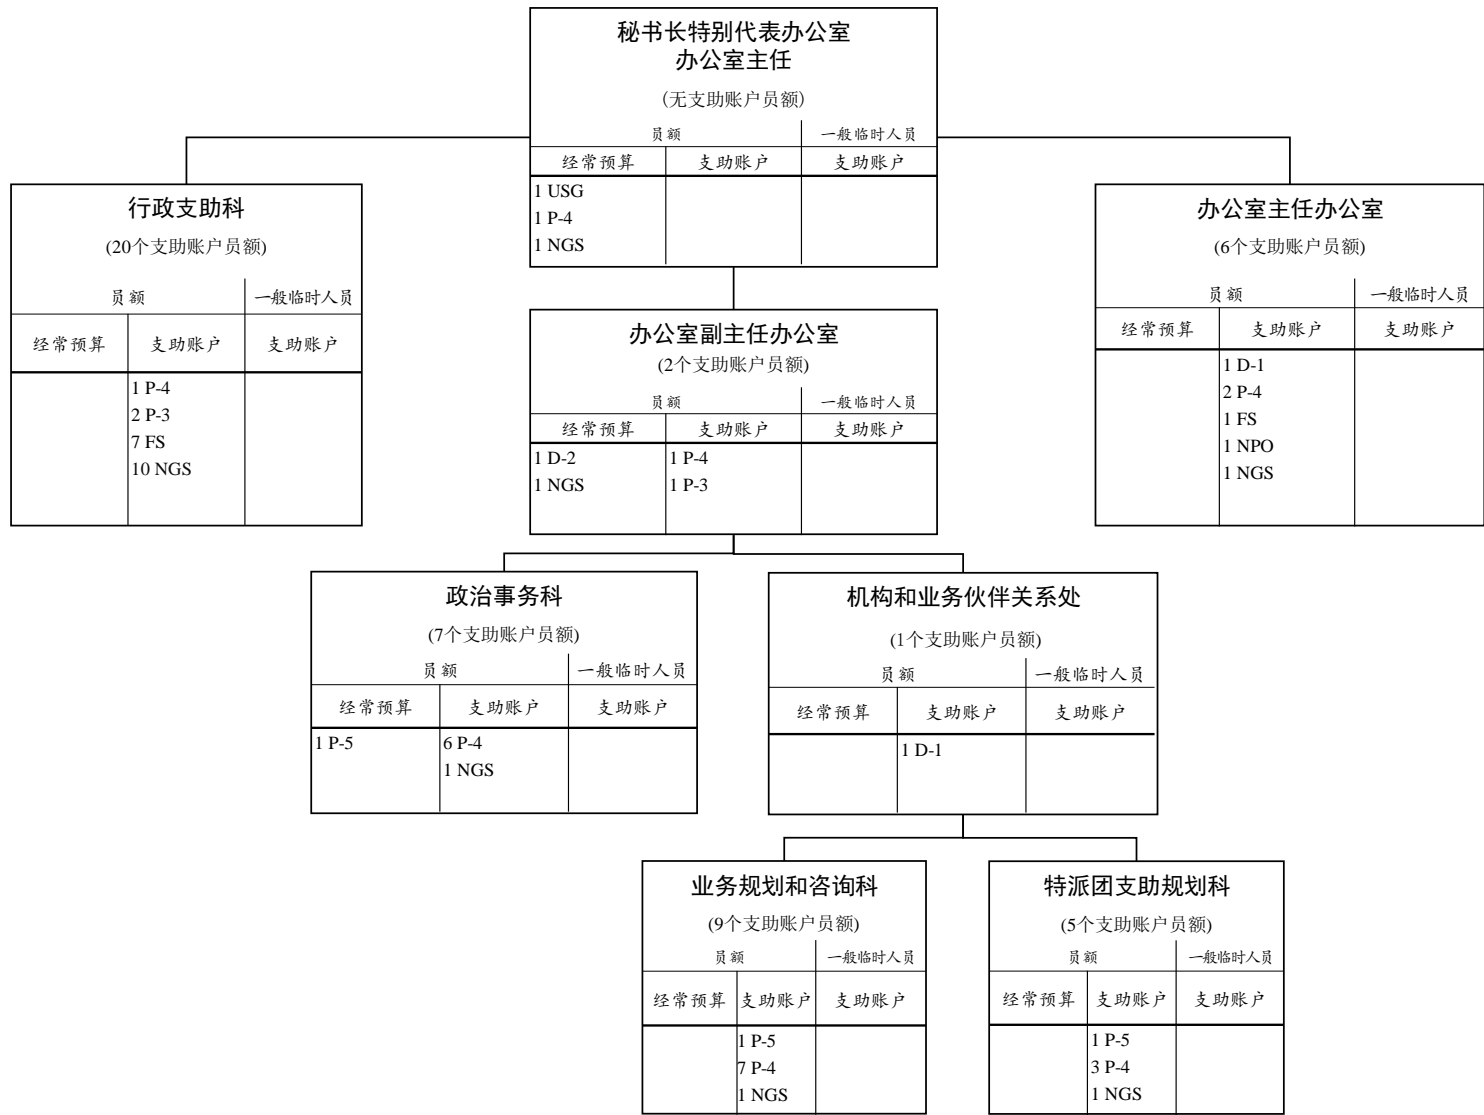 秘书长特别代表办公室
办公室主任
(无支助账户员额)
员额 一般临时人员
经常预算 支助账户 支助账户
1 USG
1 P-4
1 NGS
行政支助科
(20个支助账户员额)
员额 一般临时人员
经常预算 支助账户 支助账户
1 P-4
2 P-3
7 FS
10 NGS
办公室主任办公室
(6个支助账户员额)
员额 一般临时人员
经常预算 支助账户 支助账户
1 D-1
2 P-4
1 FS
1 NPO
1 NGS
办公室副主任办公室
(2个支助账户员额)
员额 一般临时人员
经常预算 支助账户 支助账户
1 D-2 1 P-4
1 NGS 1 P-3
政治事务科
(7个支助账户员额)
员额 一般临时人员
经常预算 支助账户 支助账户
1 P-5 6 P-4
1 NGS
机构和业务伙伴关系处
(1个支助账户员额)
员额 一般临时人员
经常预算 支助账户 支助账户
1 D-1
业务规划和咨询科
(9个支助账户员额)
员额 一般临时人员
经常预算 支助账户 支助账户
1 P-5
7 P-4
1 NGS
特派团支助规划科
(5个支助账户员额)
员额 一般临时人员
经常预算 支助账户 支助账户
1 P-5
3 P-4
1 NGS